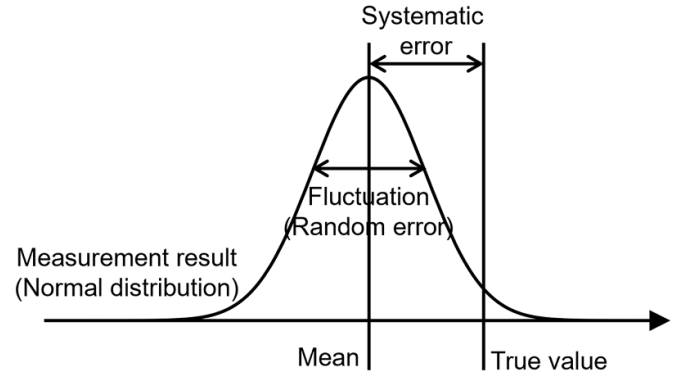 Systematic
error
Fluctuation
(Random error)
Measurement result
(Normal distribution)
Mean
True value